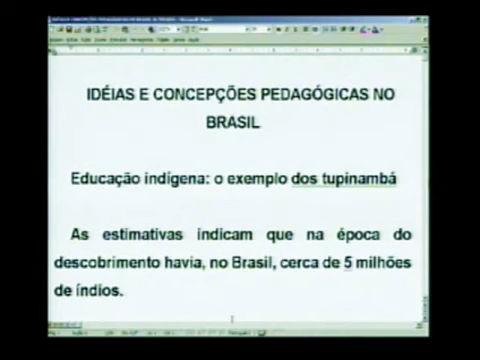 IDÉIAS E CONCEPÇÕES PEDAGÓGICAS NO
BRASIL
Educação indígena: o exemplo dos tupinambá
As estimativas indicam que na época do
descobrimento havia, no Brasil, cerca de 5 milhões
de índios.